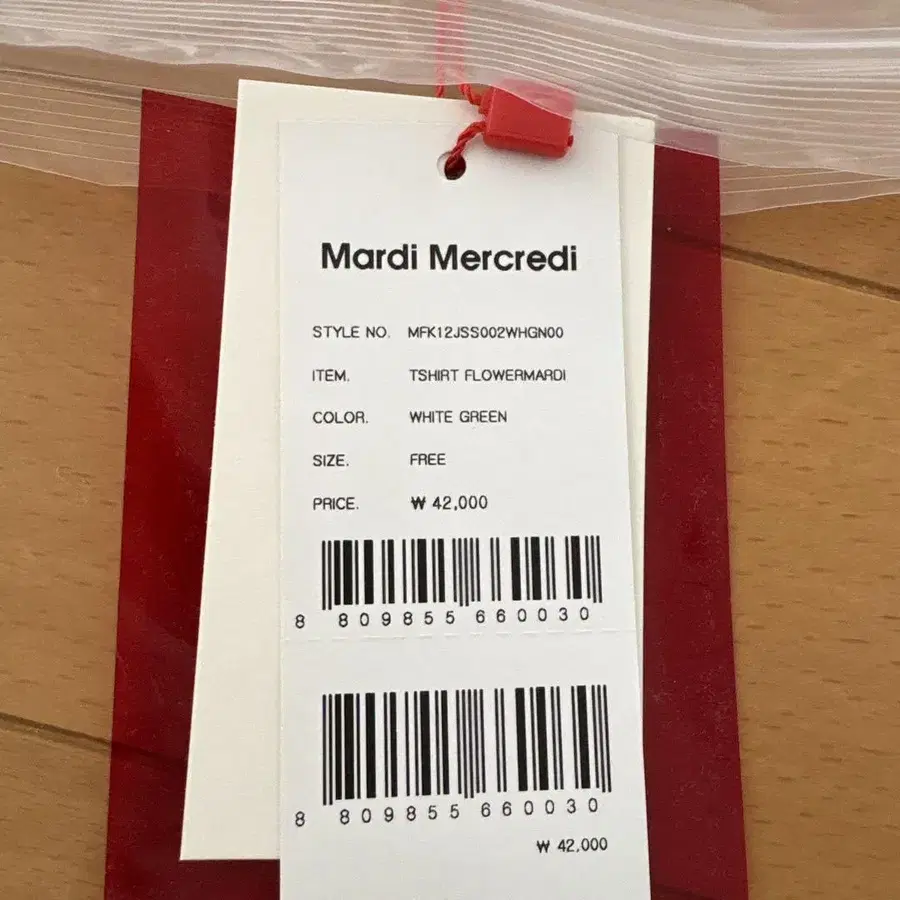 Mardi Mercredi
STYLE NO. MFK12JSS002WHGN00
ITEM. TSHIRT FLOWERMARDI
COLOR. WHITE GREEN
SIZE. FREE
PRICE. ₩ 42,000
8 809855 660030
8 809855 660030
₩ 42,000